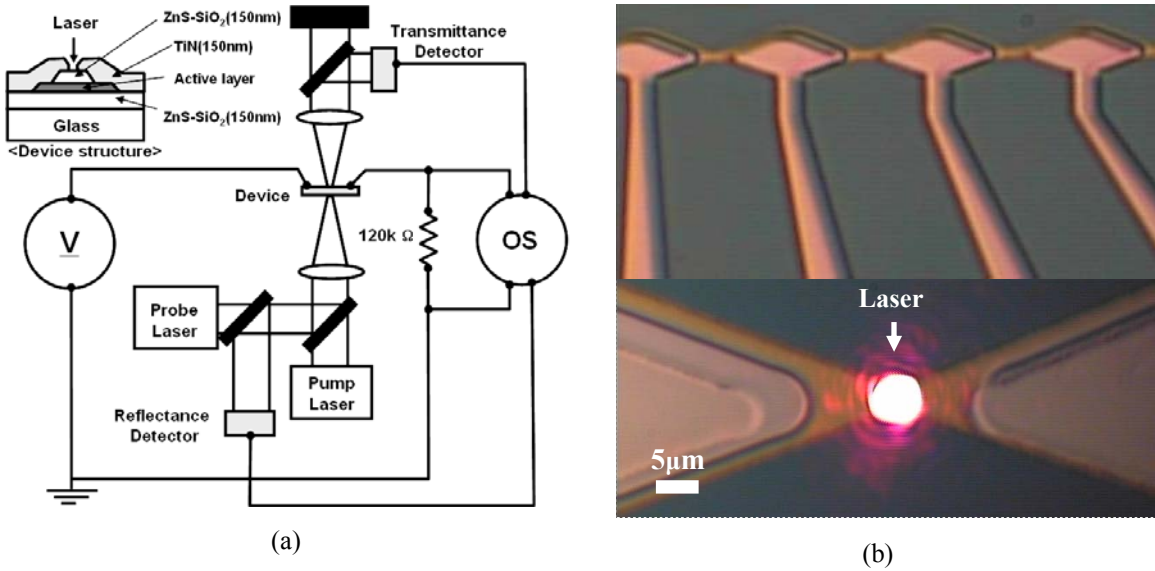 Laser
ZnS-SiO₂(150nm)
TiN(150nm)
Active layer
ZnS-SiO₂(150nm)
Glass
<Device structure>
Transmittance
Detector
Device
V
120k Ω
OS
Probe
Laser
Pump
Laser
Reflectance
Detector
(a)
Laser
5μm
(b)